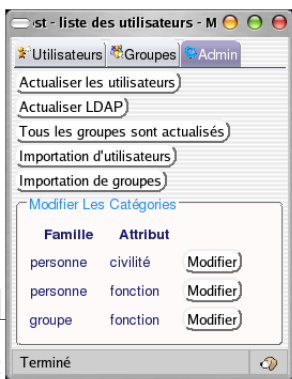 st - liste des utilisateurs - M
Utilisateurs Groupes Admin
Actualiser les utilisateurs
Actualiser LDAP
Tous les groupes sont actualisés
Importation d'utilisateurs
Importation de groupes
Modifier Les Catégories
Famille Attribut
personne civilité Modifier
personne fonction Modifier
groupe fonction Modifier
Terminé